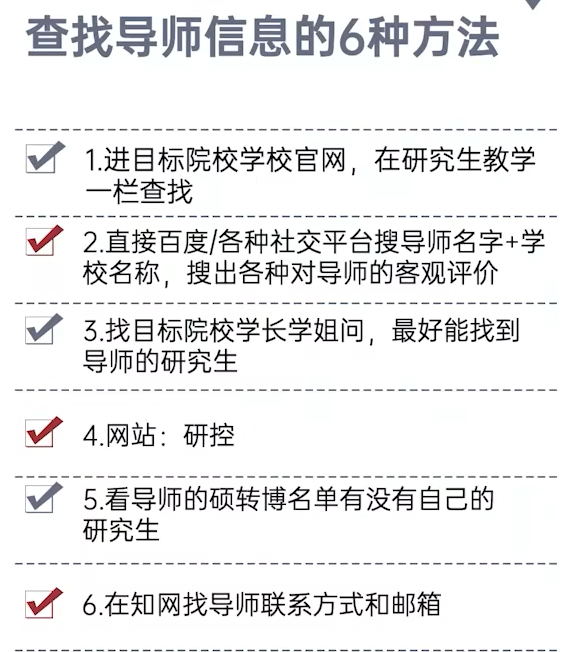 查找导师信息的6种方法
1.进目标院校学校官网，在研究生教学
一栏查找
2.直接百度/各种社交平台搜导师名字+学
校名称，搜出各种对导师的客观评价
3.找目标院校学长学姐问，最好能找到
导师的研究生
4.网站：研控
5.看导师的硕转博名单有没有自己的
研究生
6.在知网找导师联系方式和邮箱